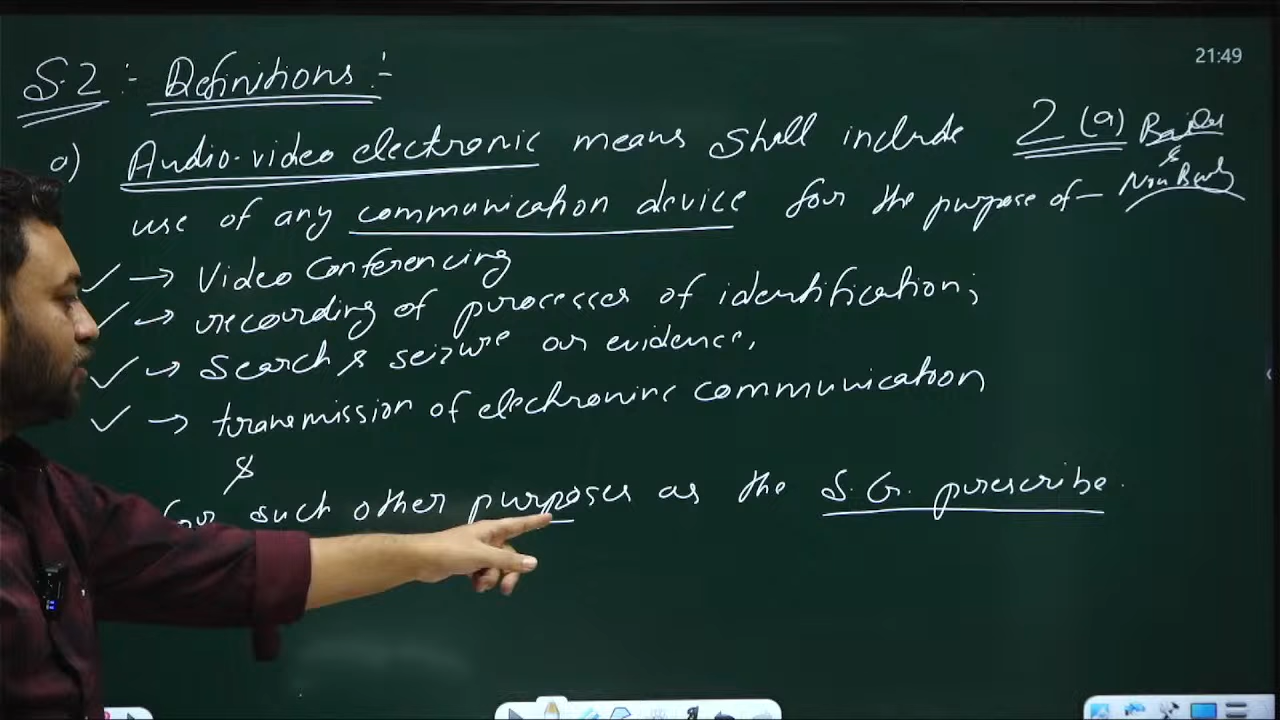 21:49
S.2 :- Definitions :-
a) Audio-video electronic means shall include 2(a) Bailable
use of any communication device for the purpose of — &
→ Video Conferencing
→ recording of processes of identification;
→ Search & seizure or evidence,
→ transmission of electronic communication
&
for such other purposes as the S.G. prescribe.